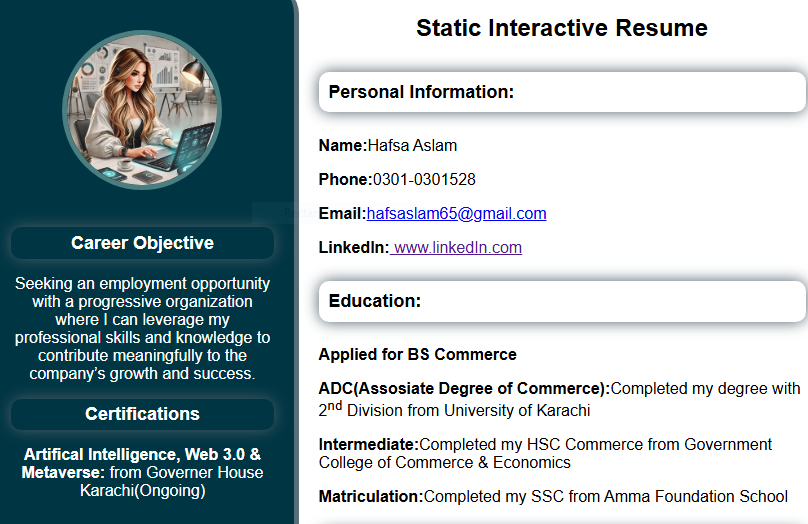 Career Objective
Seeking an employment opportunity
with a progressive organization
where I can leverage my
professional skills and knowledge to
contribute meaningfully to the
company's growth and success.
Certifications
Artifical Intelligence, Web 3.0 &
Metaverse: from Governer House
Karachi(Ongoing)
Static Interactive Resume
Personal Information:
Name:Hafsa Aslam
Phone:0301-0301528
Email:hafsaslam65@gmail.com
LinkedIn: www.linkedIn.com
Education:
Applied for BS Commerce
ADC(Assosiate Degree of Commerce):Completed my degree with
2nd Division from University of Karachi
Intermediate:Completed my HSC Commerce from Government
College of Commerce & Economics
Matriculation:Completed my SSC from Amma Foundation School